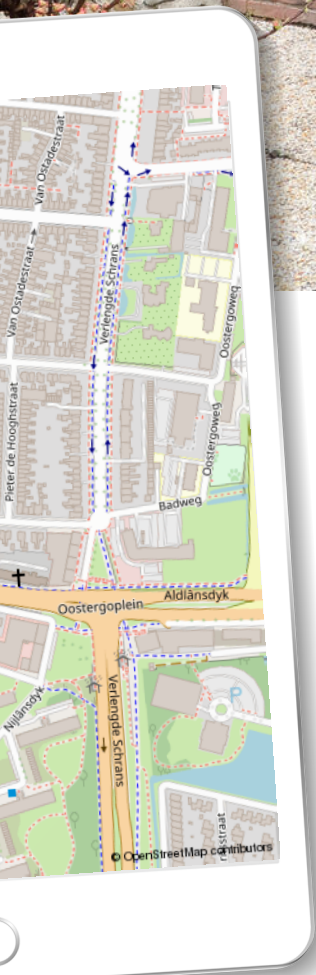 Van Ostadestraat
Van Ostadestraat
Verlengde Schrans
Oostergoweg
Pieter de Hooghstraat
Oostergoweg
Badweg
Aldlânsdyk
Oostergoplein
Verlengde Schrans
Nijlânsdyk
P
© OpenStreetMap contributors